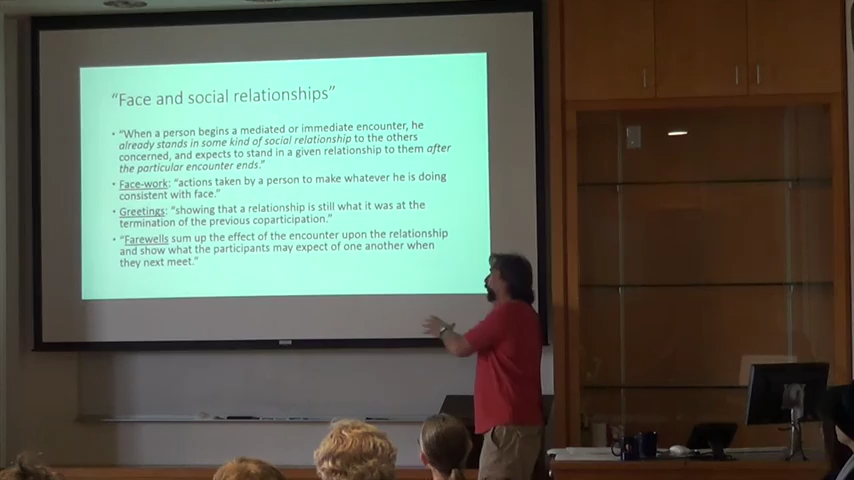 "Face and social relationships"
• "When a person begins a mediated or immediate encounter, he
already stands in some kind of social relationship to the others
concerned, and expects to stand in a given relationship to them after
the particular encounter ends."
• Face-work: "actions taken by a person to make whatever he is doing
consistent with face."
• Greetings: "showing that a relationship is still what it was at the
termination of the previous coparticipation."
• "Farewells sum up the effect of the encounter upon the relationship
and show what the participants may expect of one another when
they next meet."